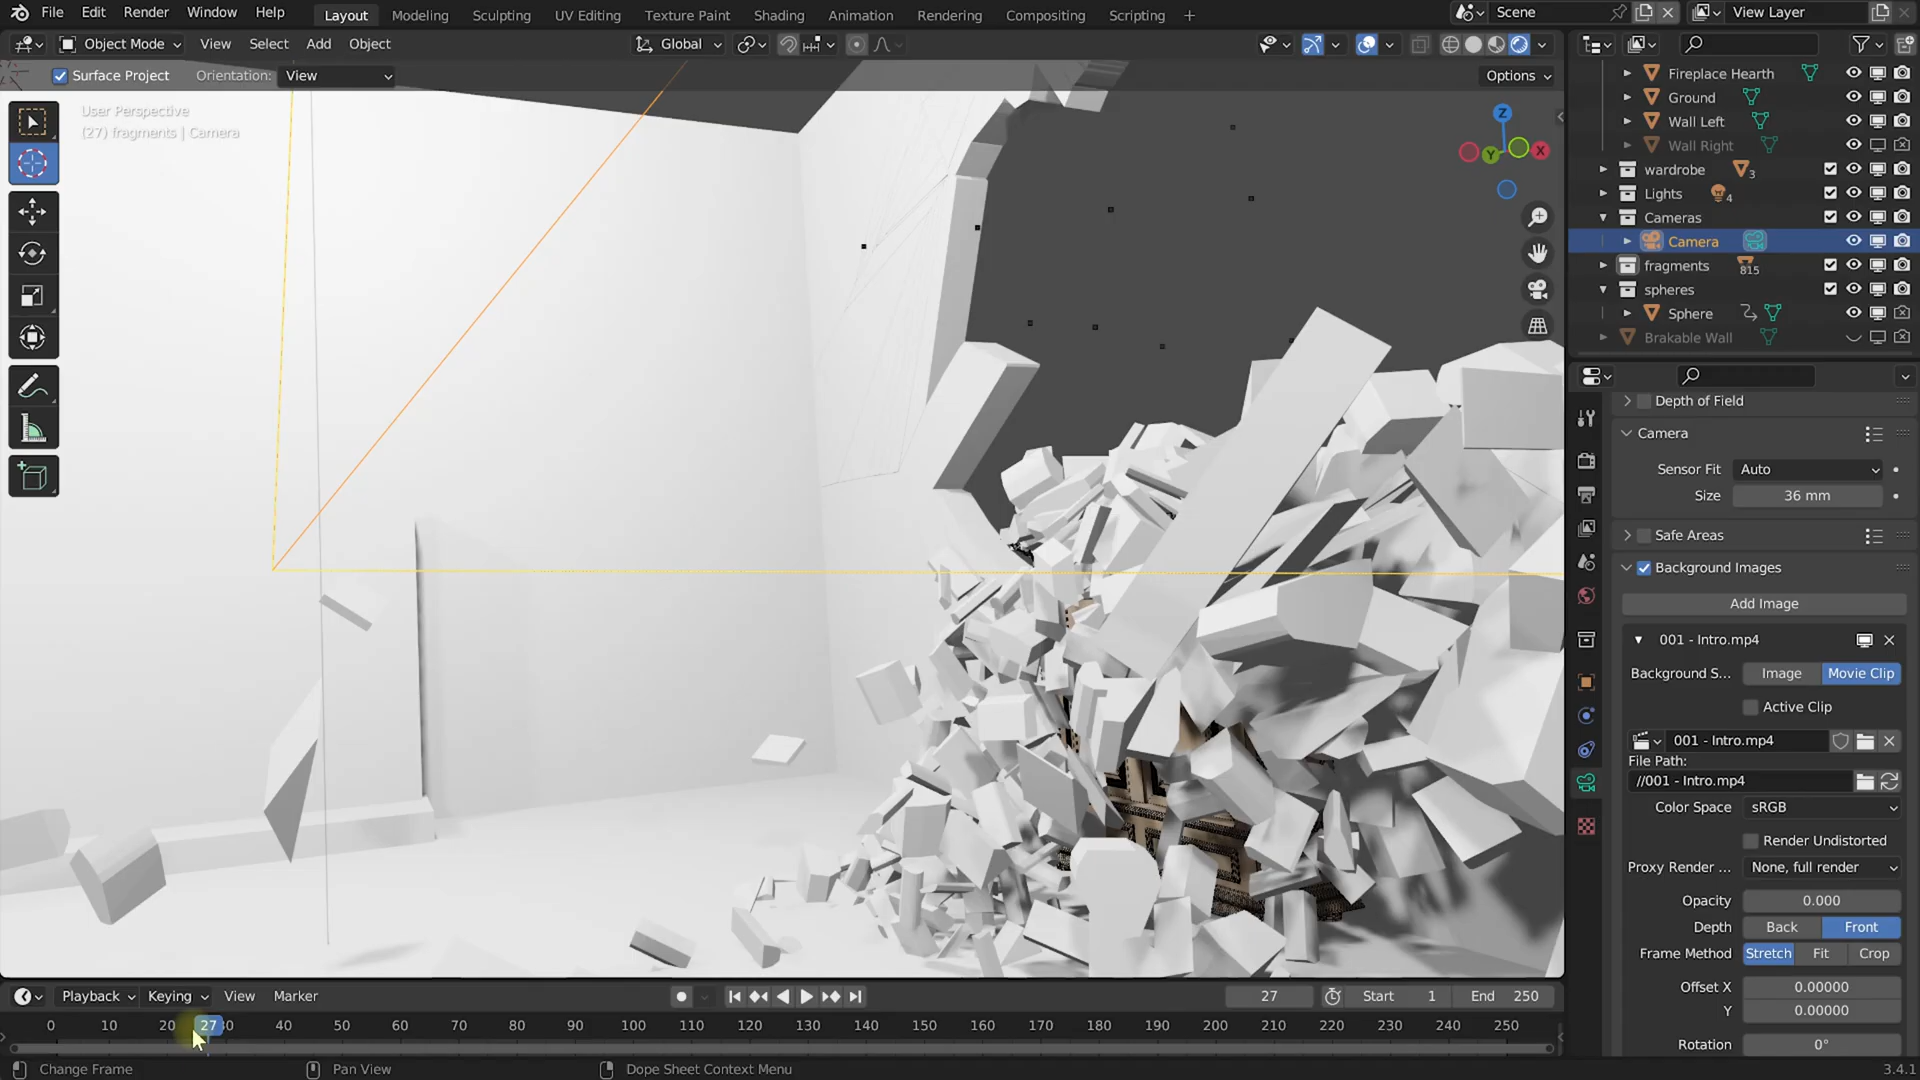 File Edit Render Window Help Layout Modeling Sculpting UV Editing Texture Paint Shading Animation Rendering Compositing Scripting Scene View Layer
Object Mode View Select Add Object Global
Surface Project Orientation: View Options
User Perspective
(27) fragments | Camera
Z
Y
X
Fireplace Hearth
Ground
Wall Left
Wall Right
wardrobe 3
Lights 4
Cameras
Camera
fragments 815
spheres
Sphere
Brakable Wall
Depth of Field
Camera
Sensor Fit Auto
Size 36 mm
Safe Areas
Background Images
Add Image
001 - Intro.mp4
Background S... Image Movie Clip
Active Clip
001 - Intro.mp4
File Path:
//001 - Intro.mp4
Color Space sRGB
Render Undistorted
Proxy Render ... None, full render
Opacity 0.000
Depth Back Front
Frame Method Stretch Fit Crop
Offset X 0.00000
Y 0.00000
Rotation 0°
Playback Keying View Marker 27 Start 1 End 250
0 10 20 27 30 40 50 60 70 80 90 100 110 120 130 140 150 160 170 180 190 200 210 220 230 240 250
Change Frame Pan View Dope Sheet Context Menu 3.4.1